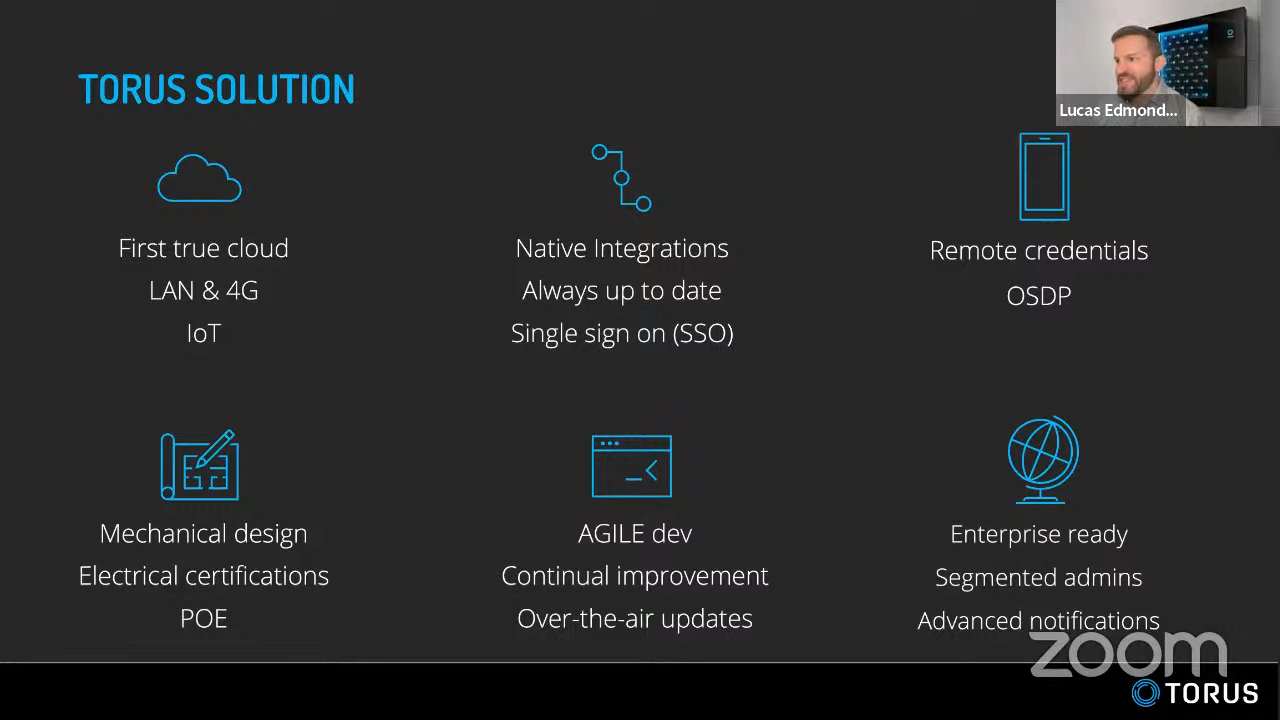 TORUS SOLUTION
Lucas Edmond...
First true cloud
LAN & 4G
IoT
Native Integrations
Always up to date
Single sign on (SSO)
Remote credentials
OSDP
Mechanical design
Electrical certifications
POE
AGILE dev
Continual improvement
Over-the-air updates
Enterprise ready
Segmented admins
Advanced notifications
zoom
TORUS